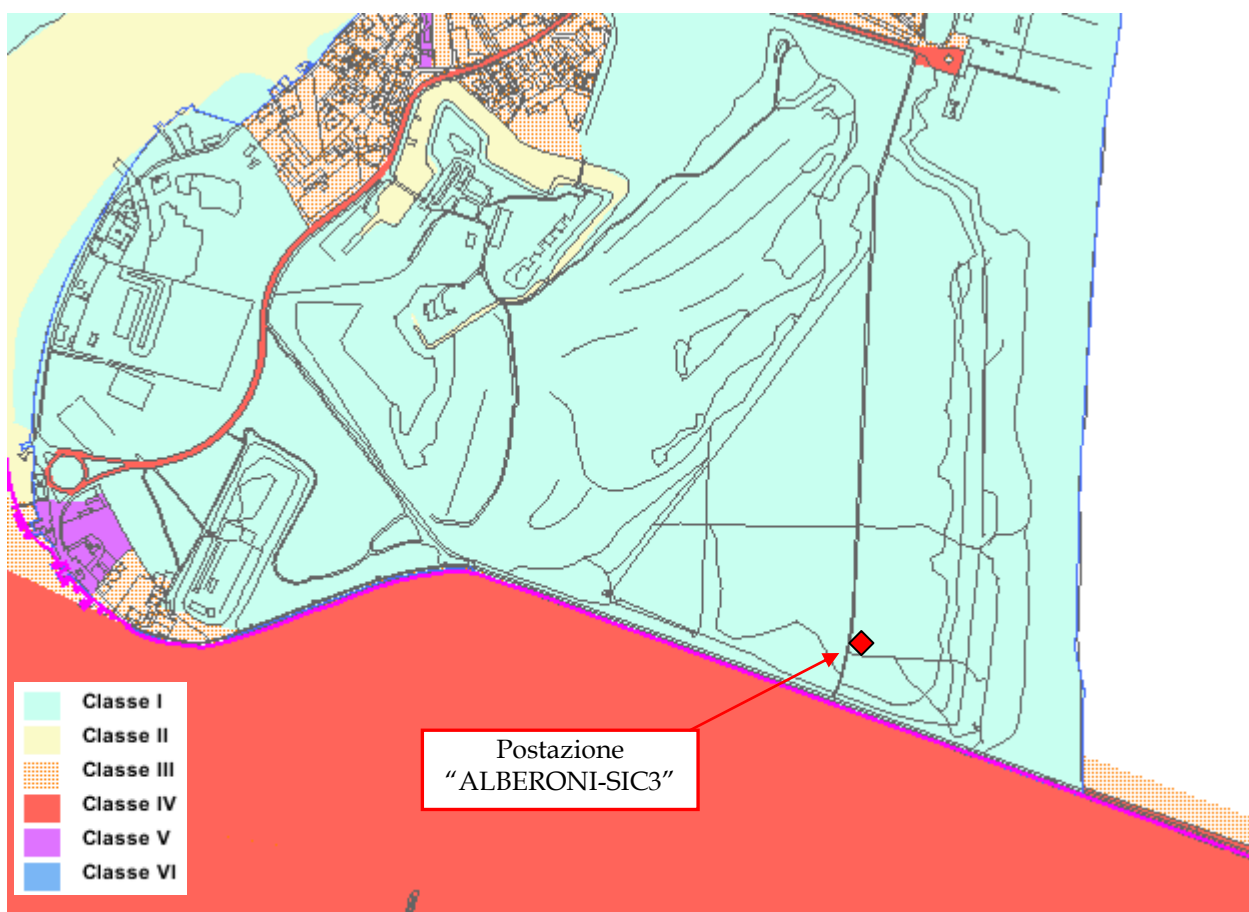 Classe I
Classe II
Classe III
Classe IV
Classe V
Classe VI
Postazione
“ALBERONI-SIC3”